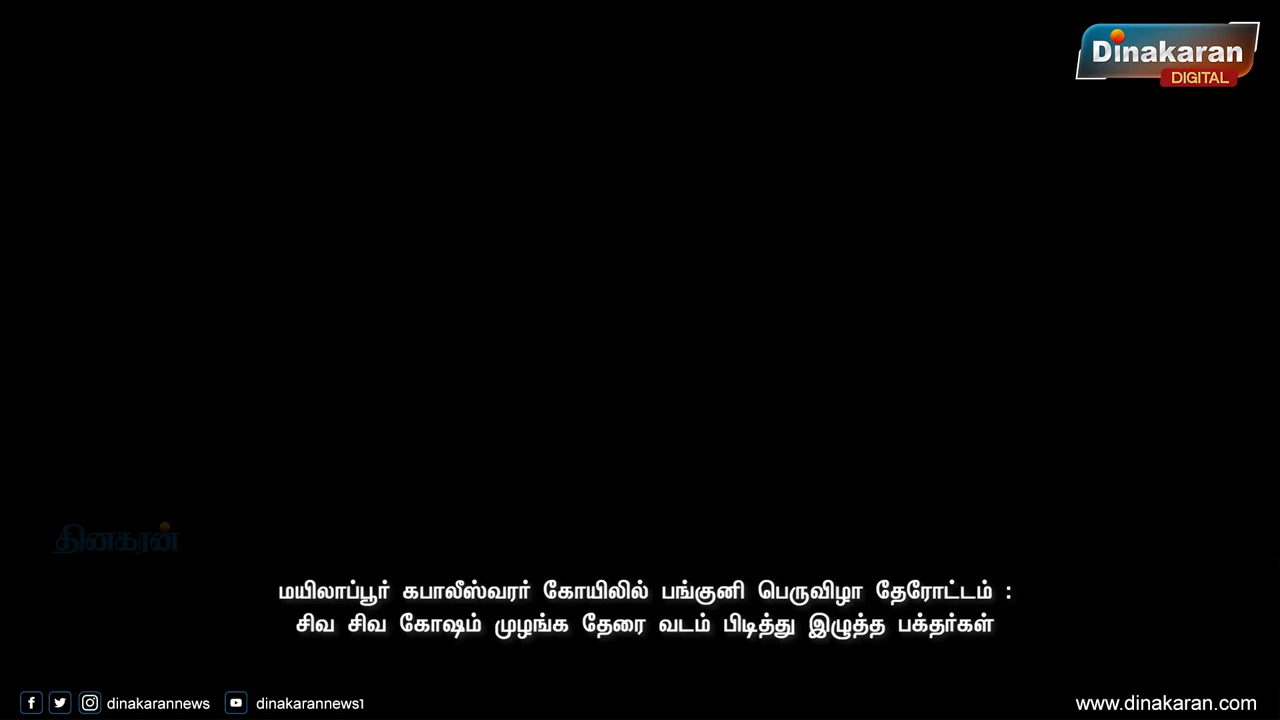 Dinakaran
DIGITAL
தினகரன்
மயிலாப்பூர் கபாலீஸ்வரர் கோயிலில் பங்குனி பெருவிழா தேரோட்டம் :
சிவ சிவ கோஷம் முழங்க தேரை வடம் பிடித்து இழுத்த பக்தர்கள்
dinakarannews dinakarannews1 www.dinakaran.com